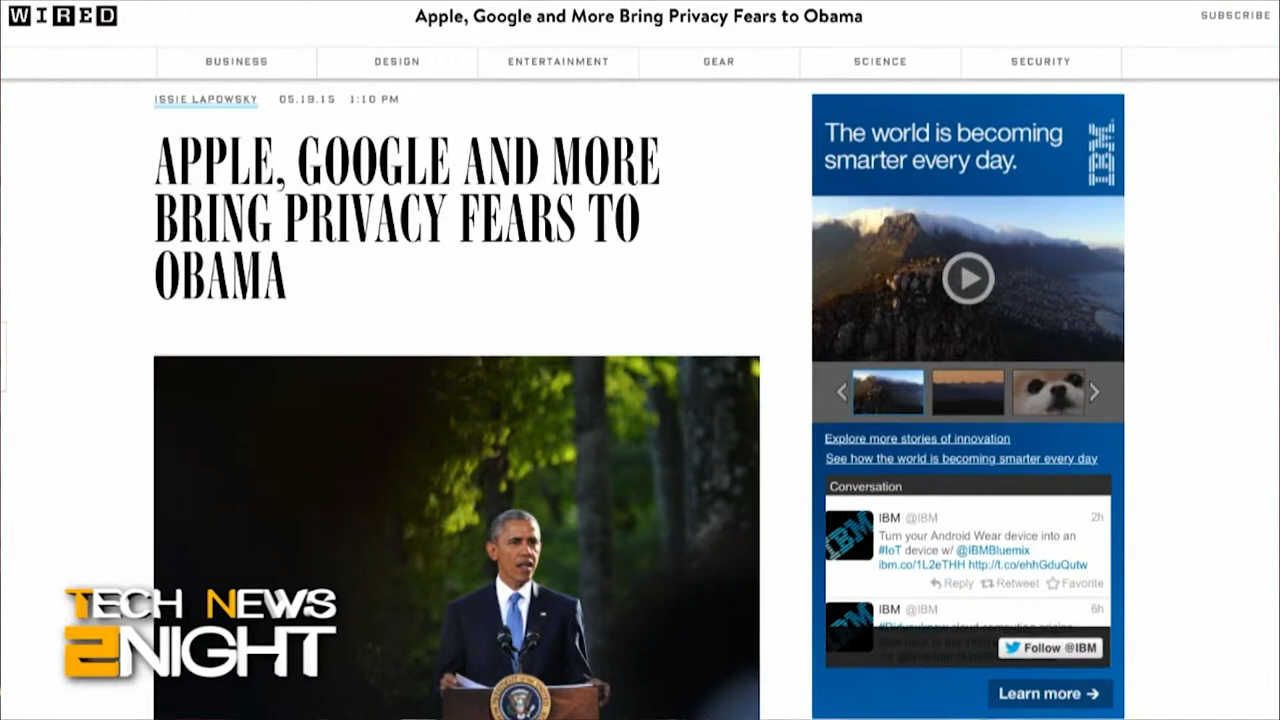 WIRED
Apple, Google and More Bring Privacy Fears to Obama
SUBSCRIBE
BUSINESS
DESIGN
ENTERTAINMENT
GEAR
SCIENCE
SECURITY
ISSIE LAPOWSKY 05.19.15 1:10 PM
APPLE, GOOGLE AND MORE
BRING PRIVACY FEARS TO
OBAMA
The world is becoming
smarter every day.
IBM
Explore more stories of innovation
See how the world is becoming smarter every day
Conversation
IBM
IBM @IBM 2h
Turn your Android Wear device into an
#IoT device w/ @IBMBluemix
ibm.co/1L2eTHH http://t.co/ehhGduQutw
Reply Retweet Favorite
IBM
IBM @IBM 6h
Follow @IBM
Learn more
TECH NEWS
2NIGHT